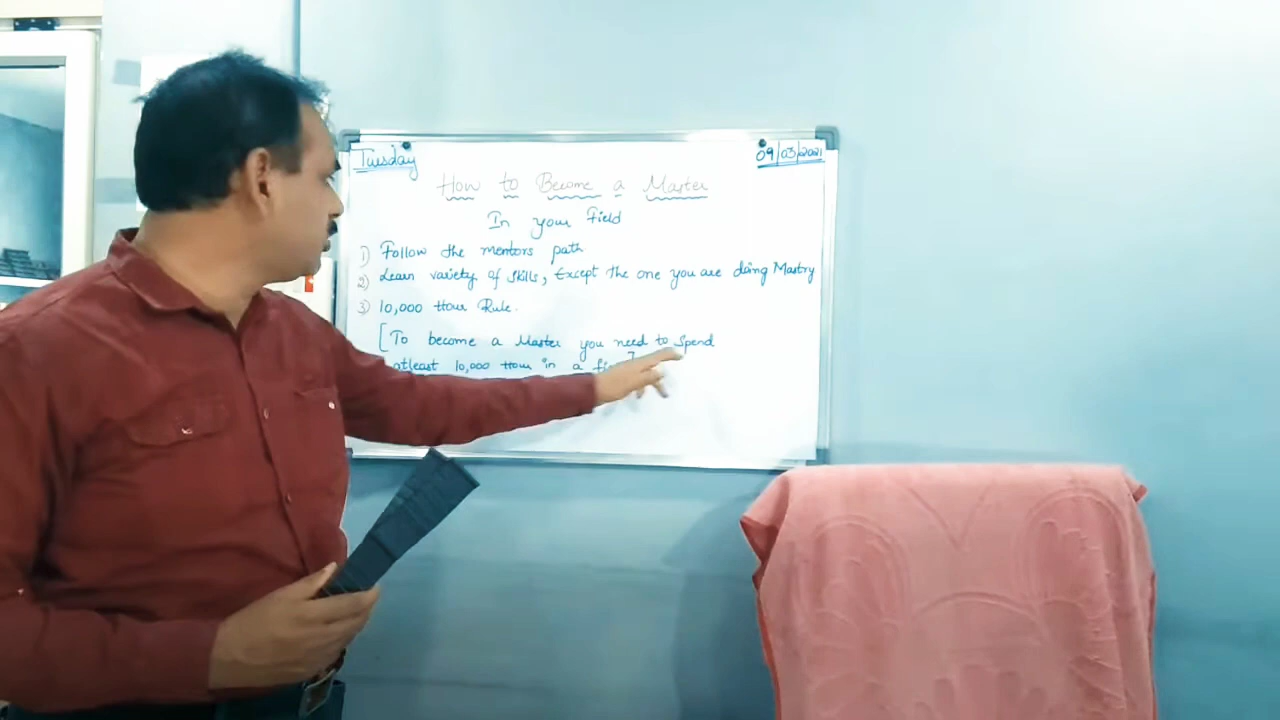 Tuesday
09/03/2021
How to Become a Master
In your Field
1) Follow the mentors path
2) Learn variety of skills, Except the one you are doing Mastry
3) 10,000 Hour Rule.
[To become a Master you need to Spend
atleast 10,000 Hour in a